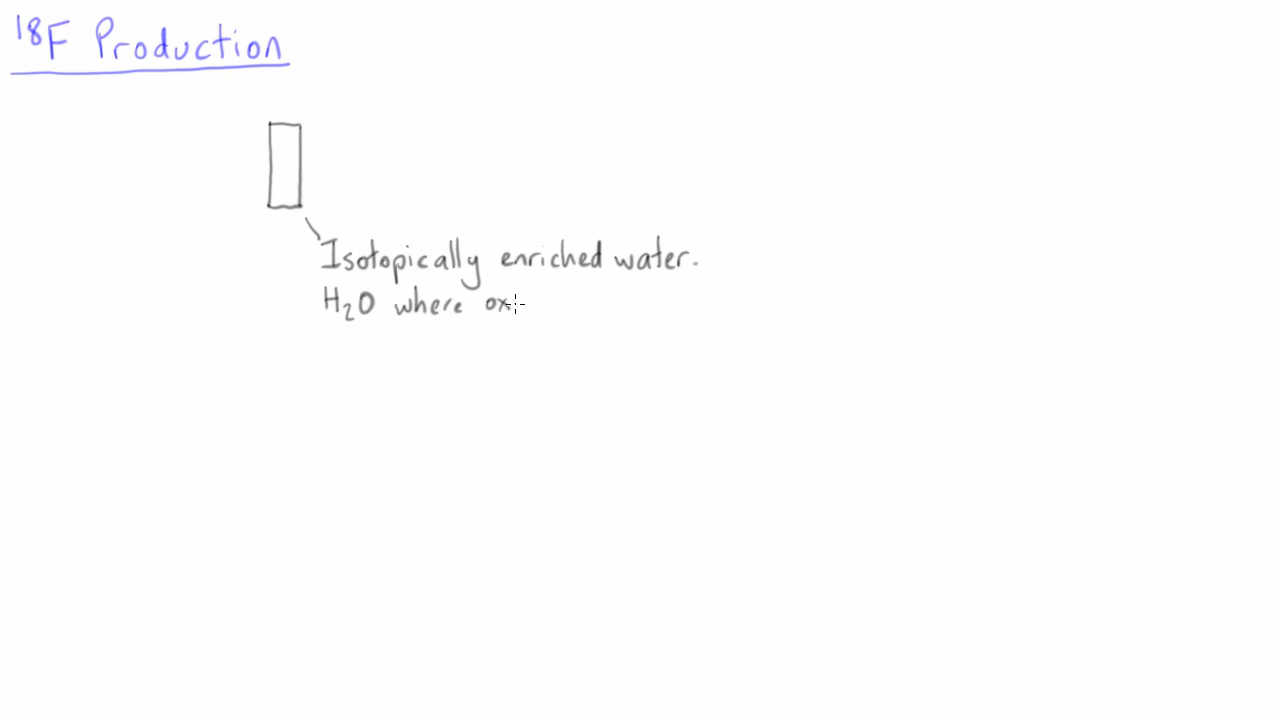 ¹⁸F Production
Isotopically enriched water.
H₂O where ox